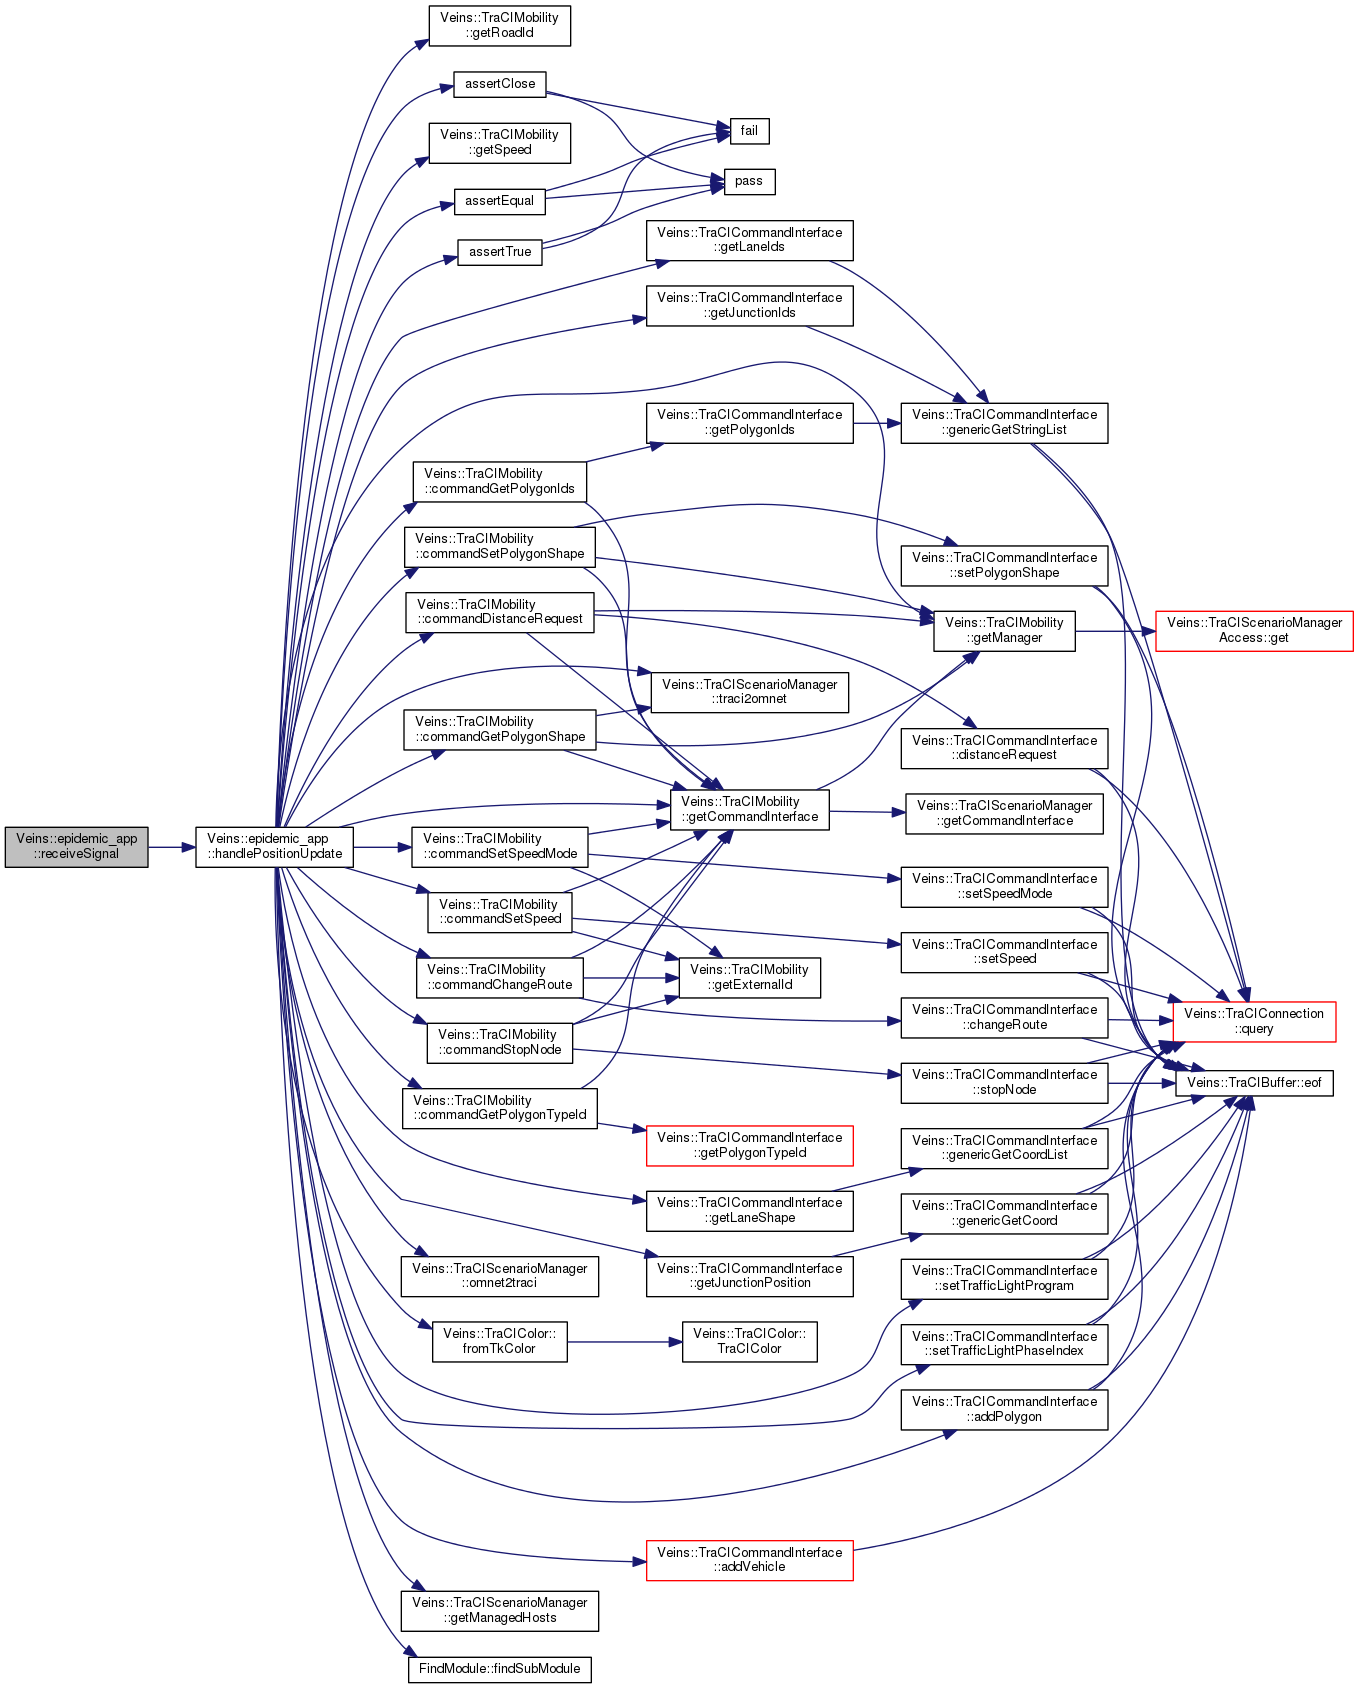 Veins::epidemic_app
::receiveSignal
Veins::epidemic_app
::handlePositionUpdate
Veins::TraCIMobility
::getRoadId
assertClose
Veins::TraCIMobility
::getSpeed
assertEqual
assertTrue
fail
pass
Veins::TraCICommandInterface
::getLaneIds
Veins::TraCICommandInterface
::getJunctionIds
Veins::TraCICommandInterface
::getPolygonIds
Veins::TraCICommandInterface
::genericGetStringList
Veins::TraCIMobility
::commandGetPolygonIds
Veins::TraCIMobility
::commandSetPolygonShape
Veins::TraCICommandInterface
::setPolygonShape
Veins::TraCIMobility
::commandDistanceRequest
Veins::TraCIMobility
::getManager
Veins::TraCIScenarioManager
Access::get
Veins::TraCIScenarioManager
::traci2omnet
Veins::TraCIMobility
::commandGetPolygonShape
Veins::TraCICommandInterface
::distanceRequest
Veins::TraCIMobility
::getCommandInterface
Veins::TraCIScenarioManager
::getCommandInterface
Veins::TraCIMobility
::commandSetSpeedMode
Veins::TraCICommandInterface
::setSpeedMode
Veins::TraCIMobility
::commandSetSpeed
Veins::TraCICommandInterface
::setSpeed
Veins::TraCIMobility
::commandChangeRoute
Veins::TraCIMobility
::getExternalId
Veins::TraCICommandInterface
::changeRoute
Veins::TraCIConnection
::query
Veins::TraCIMobility
::commandStopNode
Veins::TraCICommandInterface
::stopNode
Veins::TraCIBuffer::eof
Veins::TraCIMobility
::commandGetPolygonTypeId
Veins::TraCICommandInterface
::getPolygonTypeId
Veins::TraCICommandInterface
::genericGetCoordList
Veins::TraCICommandInterface
::getLaneShape
Veins::TraCICommandInterface
::genericGetCoord
Veins::TraCIScenarioManager
::omnet2traci
Veins::TraCICommandInterface
::getJunctionPosition
Veins::TraCICommandInterface
::setTrafficLightProgram
Veins::TraCIColor::
fromTkColor
Veins::TraCIColor::
TraCIColor
Veins::TraCICommandInterface
::setTrafficLightPhaseIndex
Veins::TraCICommandInterface
::addPolygon
Veins::TraCICommandInterface
::addVehicle
Veins::TraCIScenarioManager
::getManagedHosts
FindModule::findSubModule